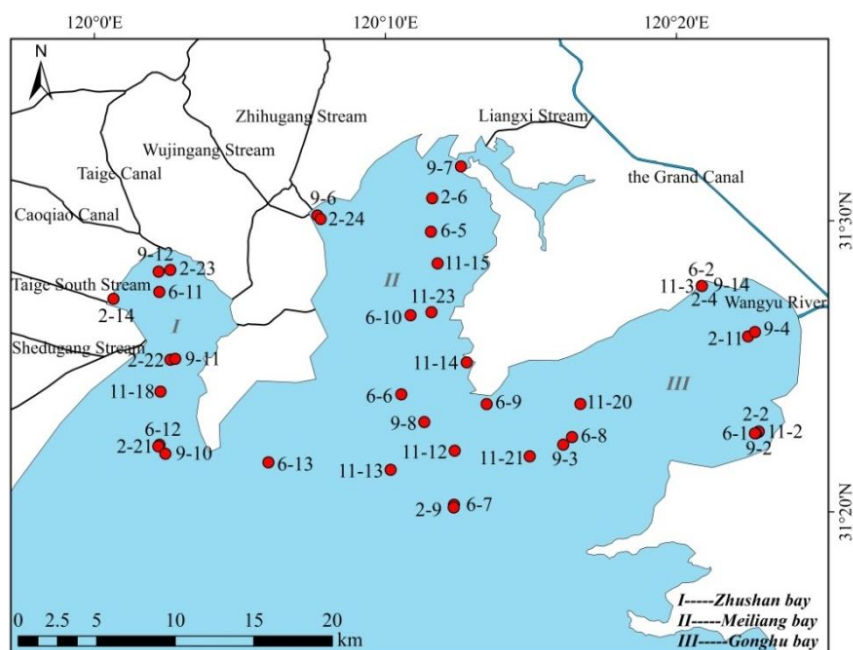 120°0'E 120°10'E 120°20'E
N
Zhihugang Stream
Liangxi Stream
Wujingang Stream
Taige Canal
the Grand Canal
9-7
9-6
2-6
2-24
Caoqiao Canal
31°30'N
6-5
9-12
2-23
11-15
6-2
Taige South Stream
6-11
11-3
9-14
2-4
II
2-14
11-23
Wangyu River
6-10
I
9-4
2-11
Shedugang Stream
2-22
9-11
11-14
III
11-18
6-6
6-9
11-20
9-8
2-2
6-12
6-1
11-2
6-8
2-21
9-10
11-12
9-3
9-2
6-13
11-13
11-21
2-9
6-7
31°20'N
I-----Zhushan bay
II-----Meiliang bay
III-----Gonghu bay
0 2.5 5 10 15 20
km